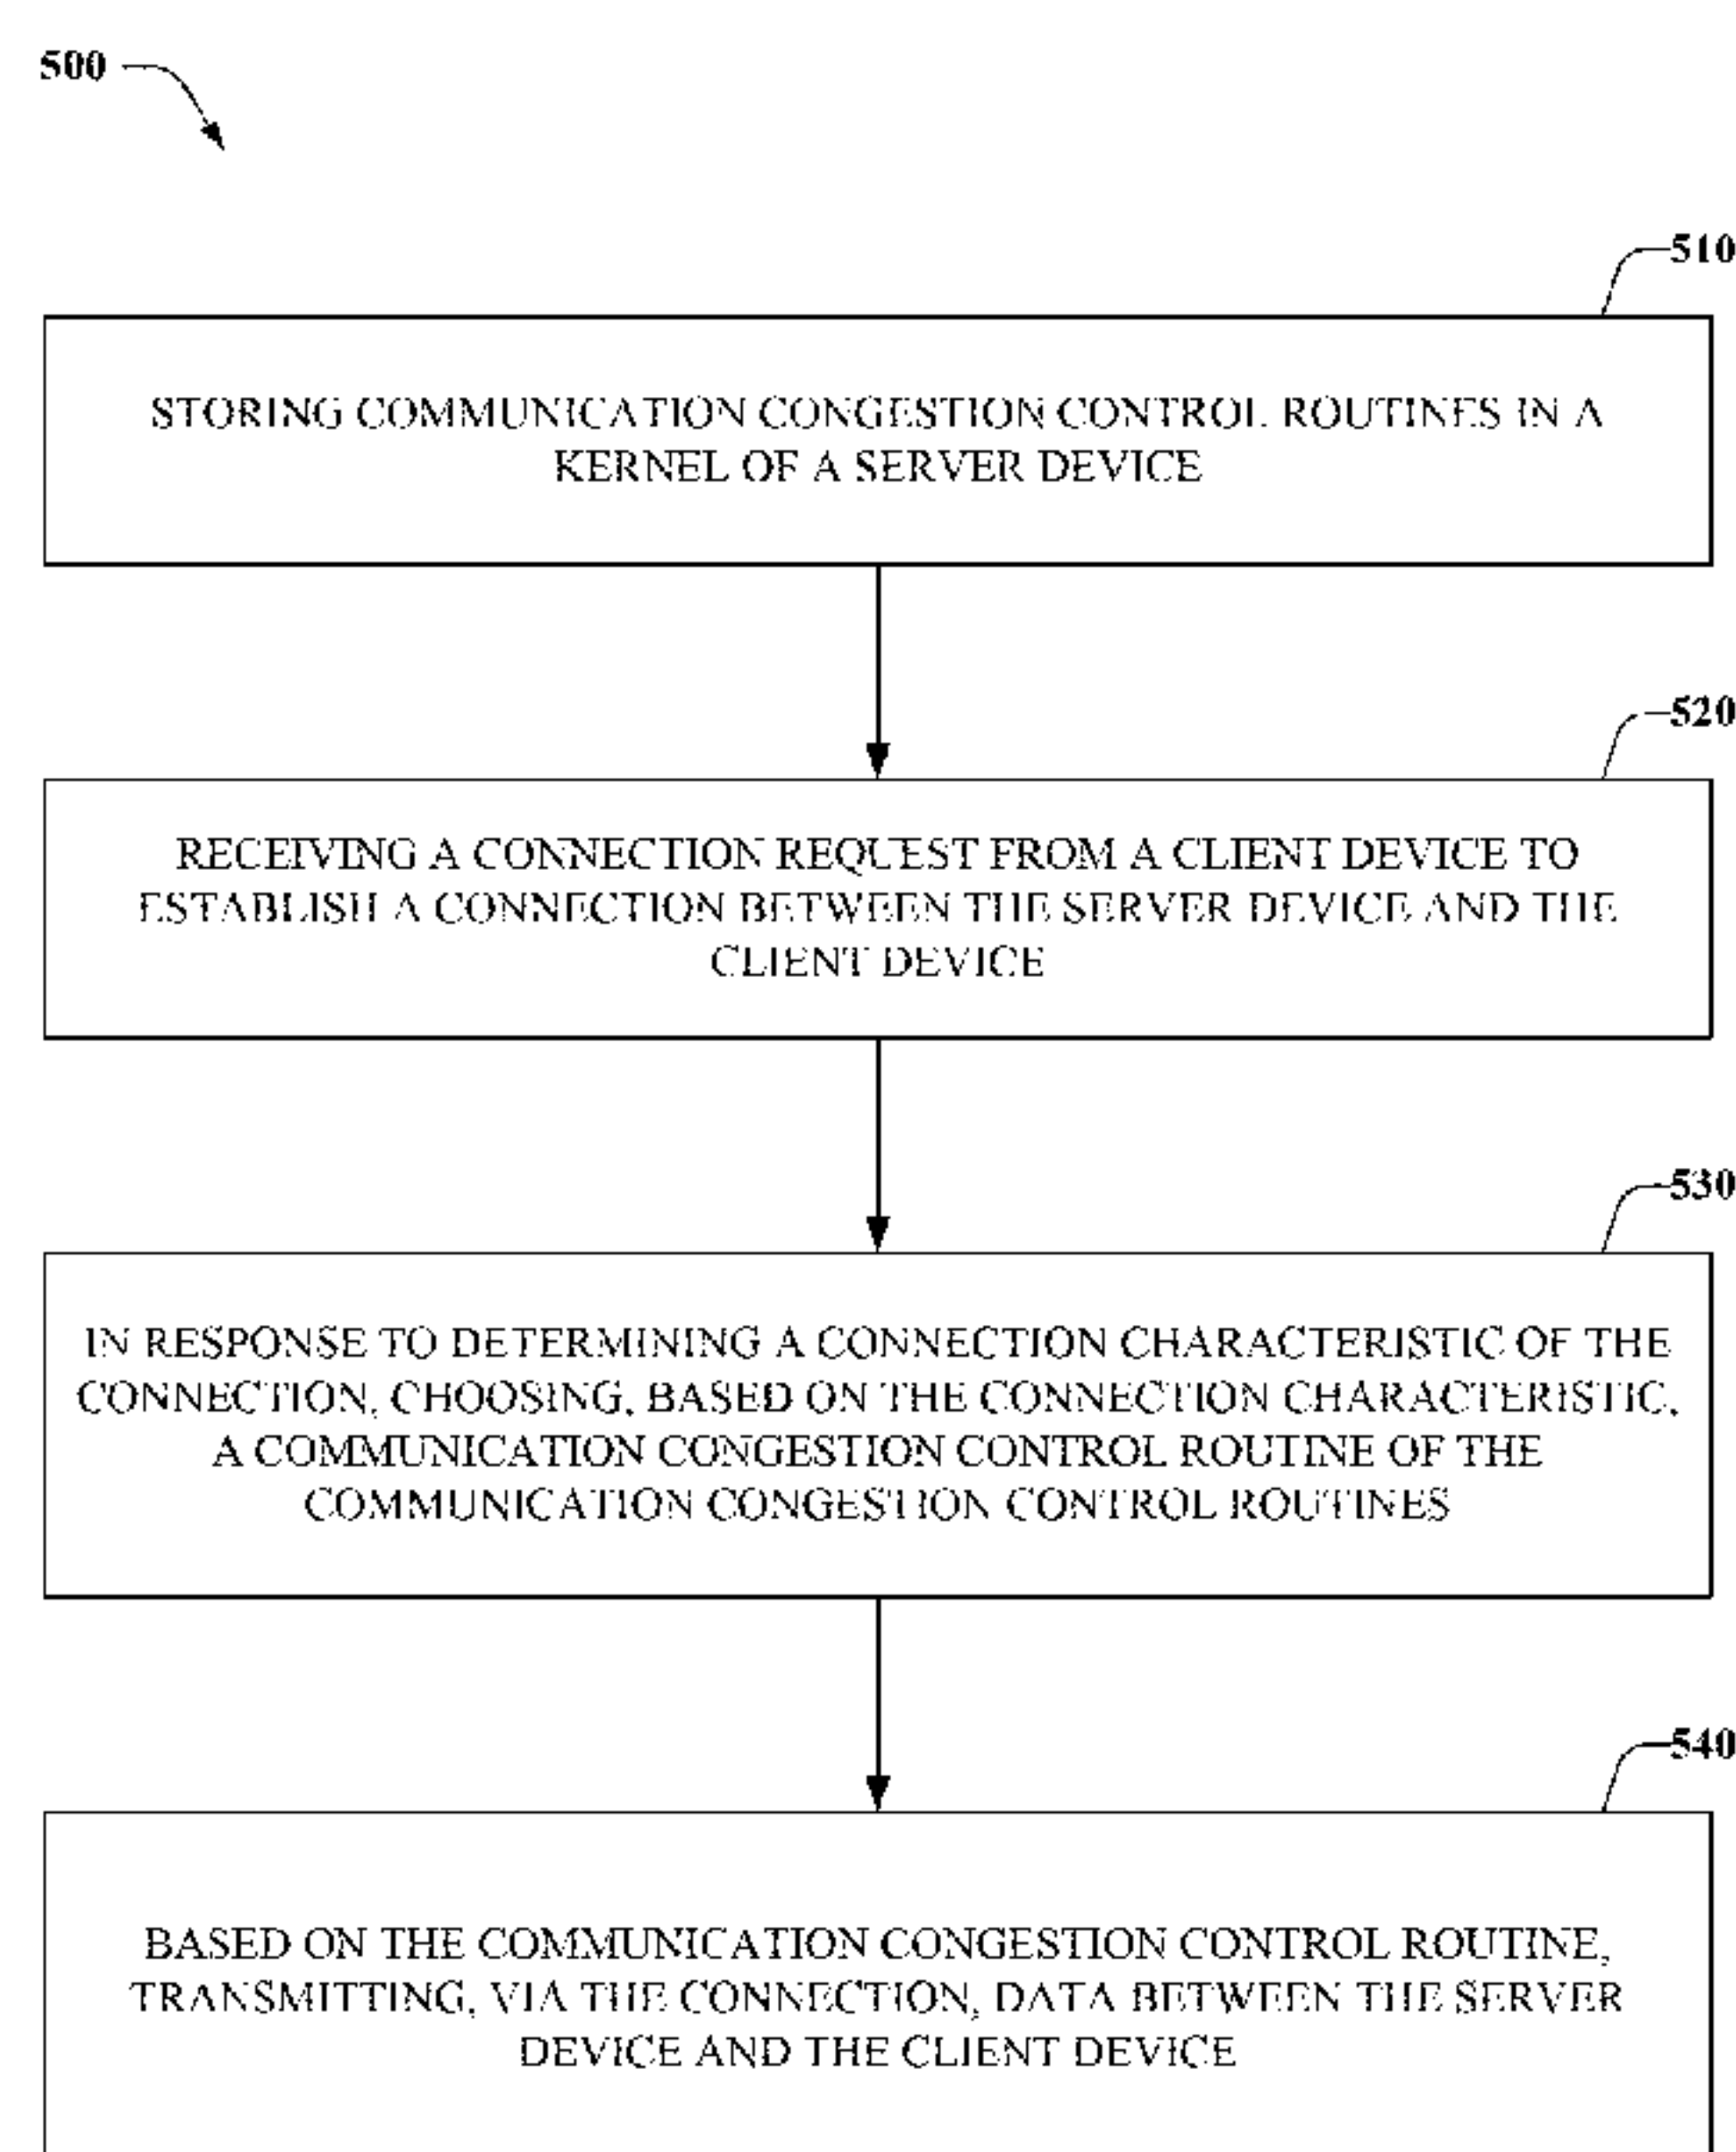 500
510
STORING COMMUNICATION CONGESTION CONTROL ROUTINES IN A
KERNEL OF A SERVER DEVICE
520
RECEIVING A CONNECTION REQUEST FROM A CLIENT DEVICE TO
ESTABLISH A CONNECTION BETWEEN THE SERVER DEVICE AND THE
CLIENT DEVICE
530
IN RESPONSE TO DETERMINING A CONNECTION CHARACTERISTIC OF THE
CONNECTION, CHOOSING, BASED ON THE CONNECTION CHARACTERISTIC,
A COMMUNICATION CONGESTION CONTROL ROUTINE OF THE
COMMUNICATION CONGESTION CONTROL ROUTINES
540
BASED ON THE COMMUNICATION CONGESTION CONTROL ROUTINE,
TRANSMITTING, VIA THE CONNECTION, DATA BETWEEN THE SERVER
DEVICE AND THE CLIENT DEVICE